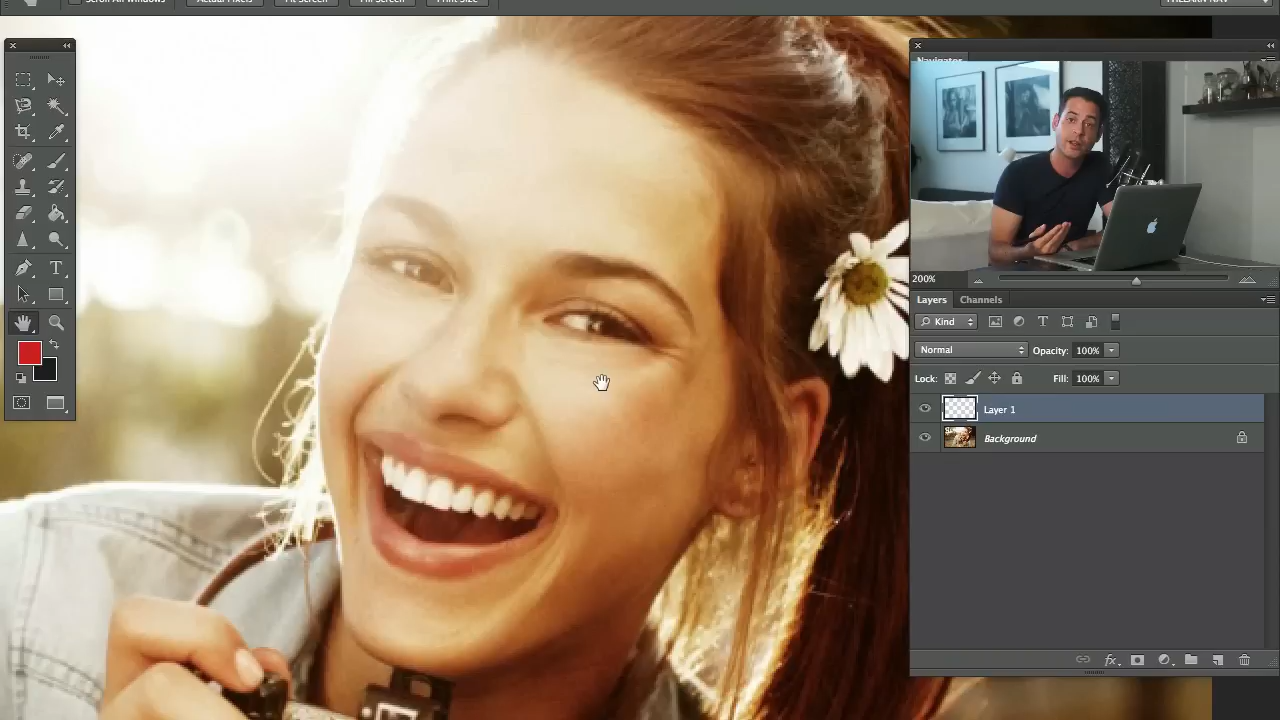 Scroll All Windows
Actual Pixels
Fit Screen
Fill Screen
Print Size
Navigator
200%
Layers
Channels
Kind
T
Normal
Opacity: 100%
Lock:
Fill: 100%
Layer 1
Background
fx
T